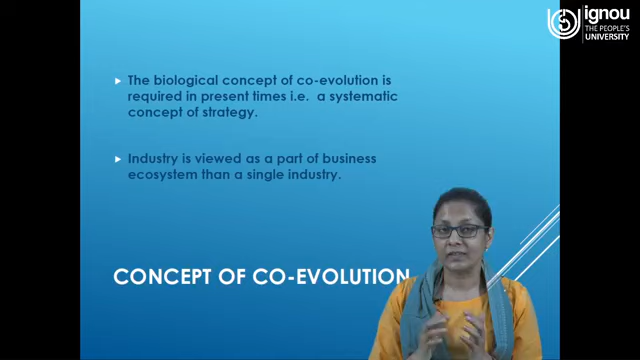 ignou
THE PEOPLE'S
UNIVERSITY
The biological concept of co-evolution is
required in present times i.e. a systematic
concept of strategy.
Industry is viewed as a part of business
ecosystem than a single industry.
CONCEPT OF CO-EVOLUTION